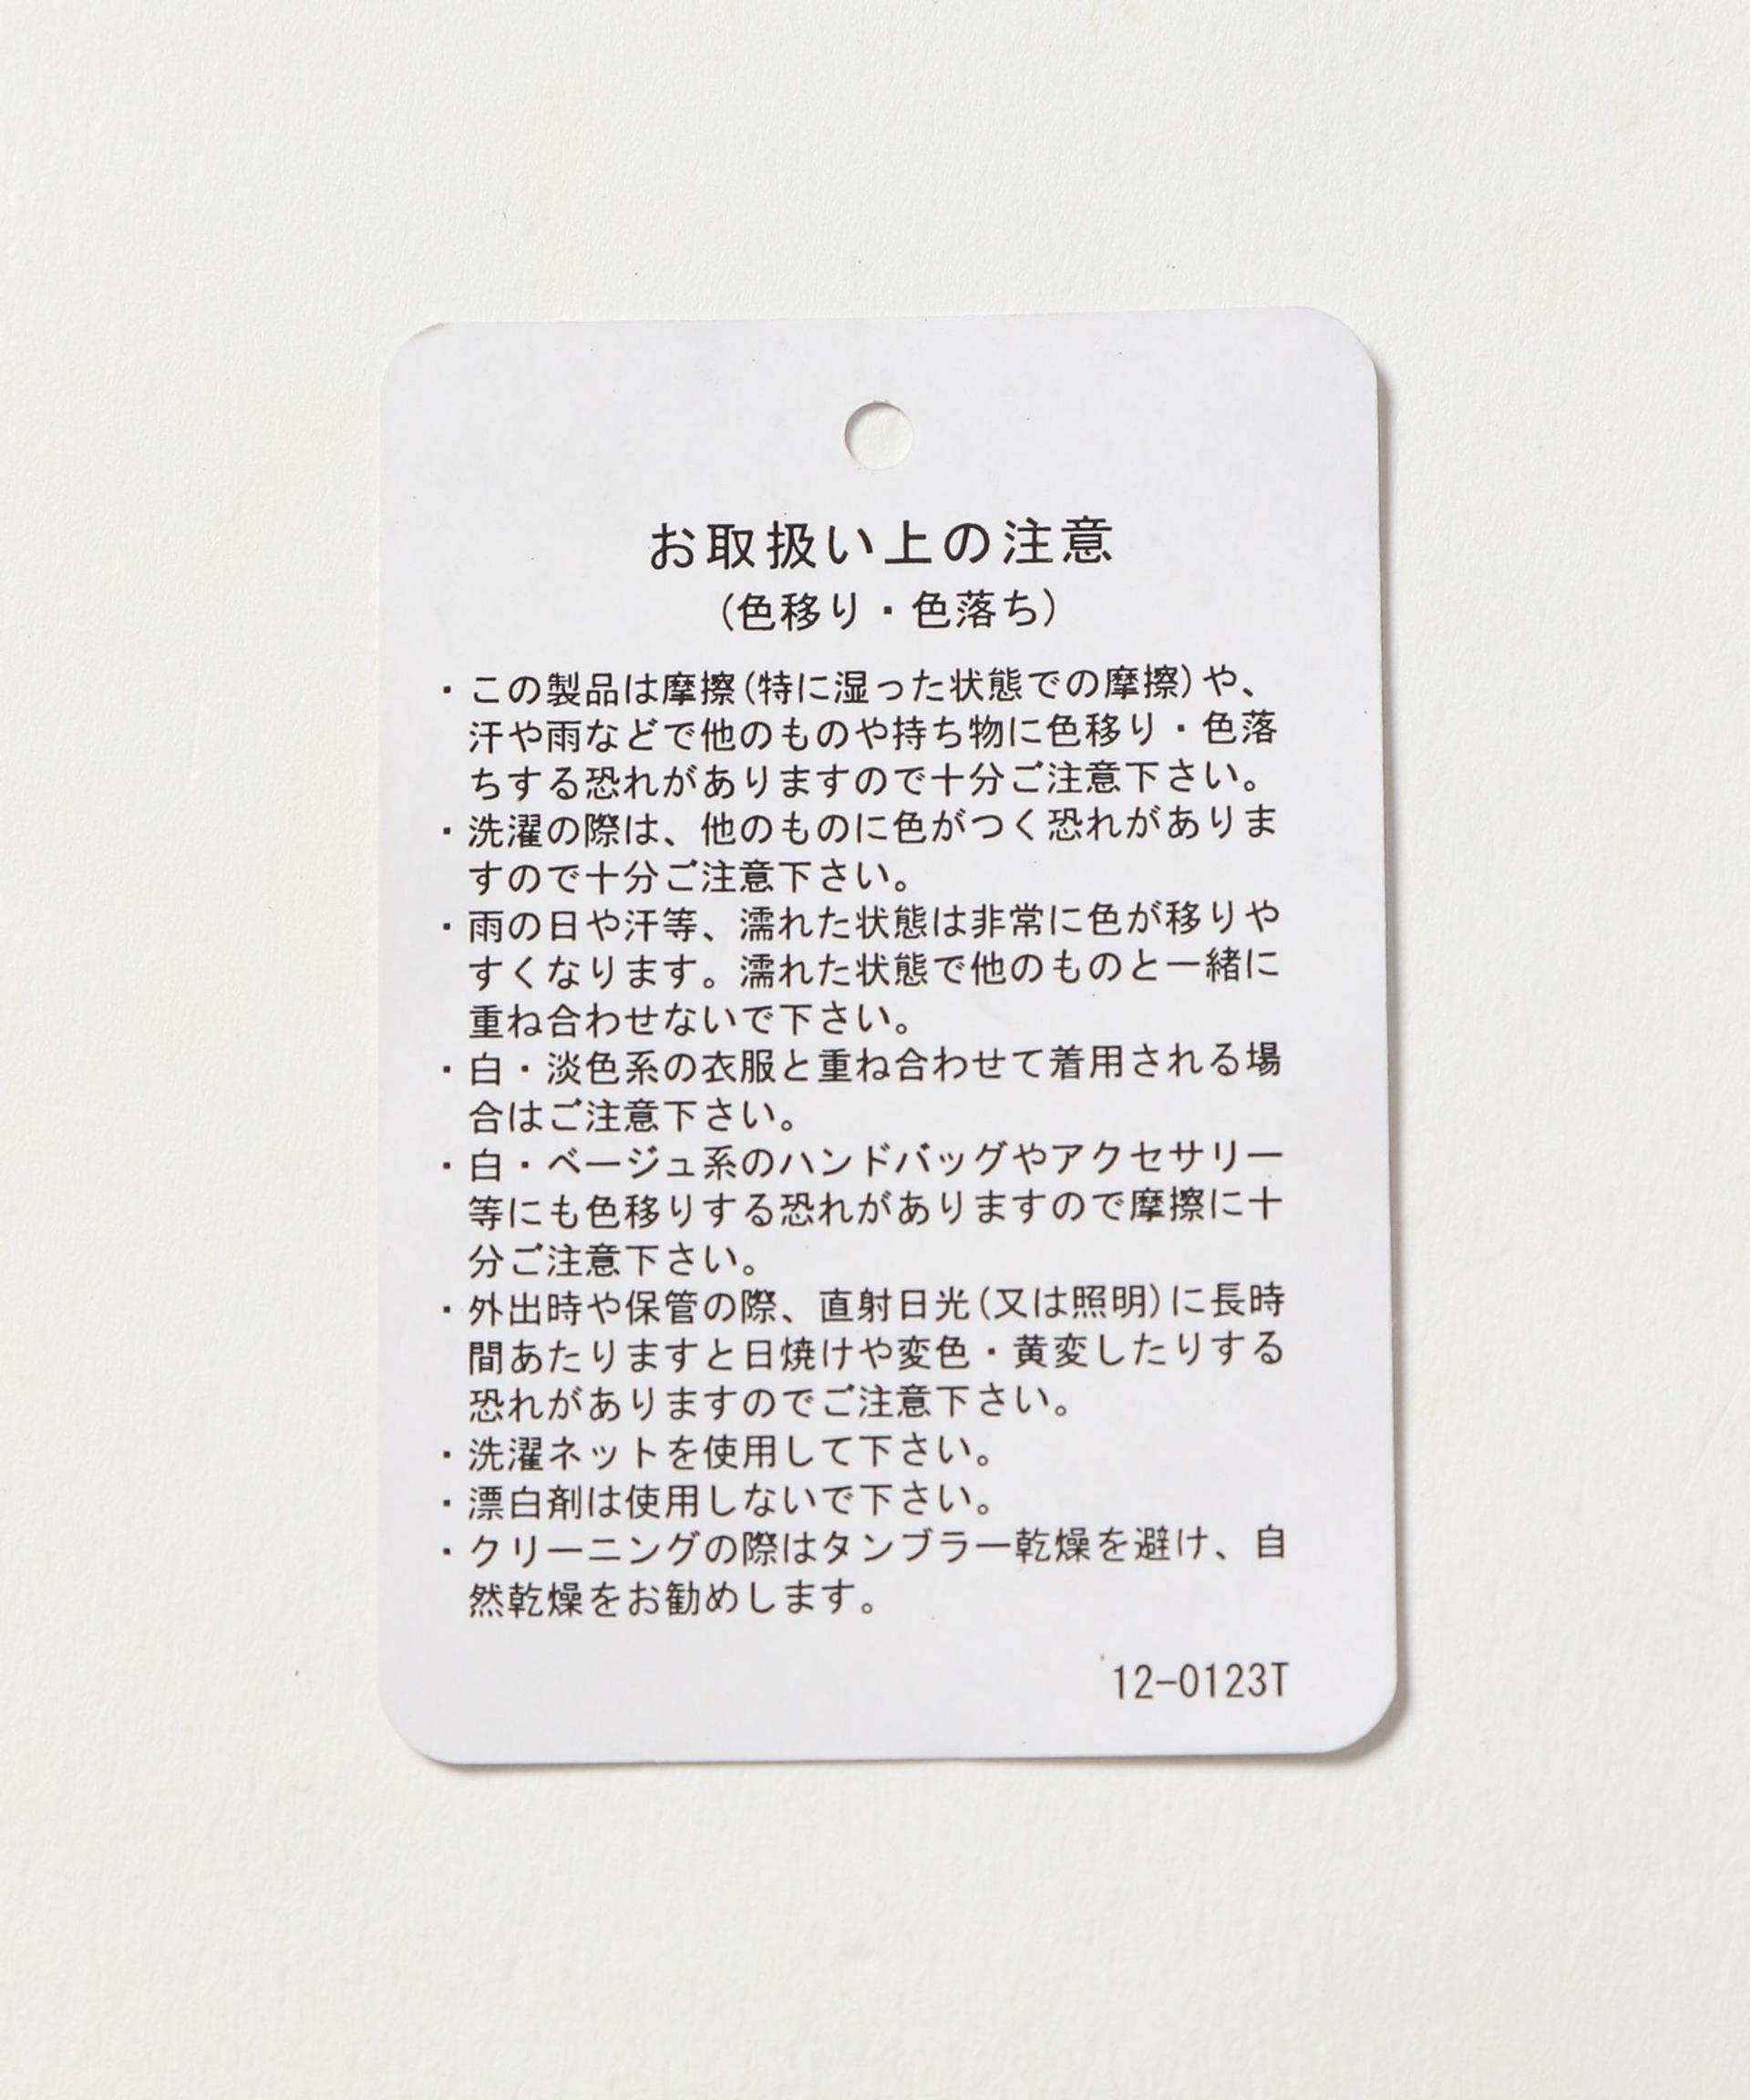 お取扱い上の注意
(色移り・色落ち)
・この製品は摩擦(特に湿った状態での摩擦)や、
汗や雨などで他のものや持ち物に色移り・色落
ちする恐れがありますので十分ご注意下さい。
・洗濯の際は、他のものに色がつく恐れがありま
すので十分ご注意下さい。
・雨の日や汗等、濡れた状態は非常に色が移りや
すくなります。濡れた状態で他のものと一緒に
重ね合わせないで下さい。
・白・淡色系の衣服と重ね合わせて着用される場
合はご注意下さい。
・白・ベージュ系のハンドバッグやアクセサリー
等にも色移りする恐れがありますので摩擦に十
分ご注意下さい。
・外出時や保管の際、直射日光(又は照明)に長時
間あたりますと日焼けや変色・黄変したりする
恐れがありますのでご注意下さい。
・洗濯ネットを使用して下さい。
・漂白剤は使用しないで下さい。
・クリーニングの際はタンブラー乾燥を避け、自
然乾燥をお勧めします。
12-0123T